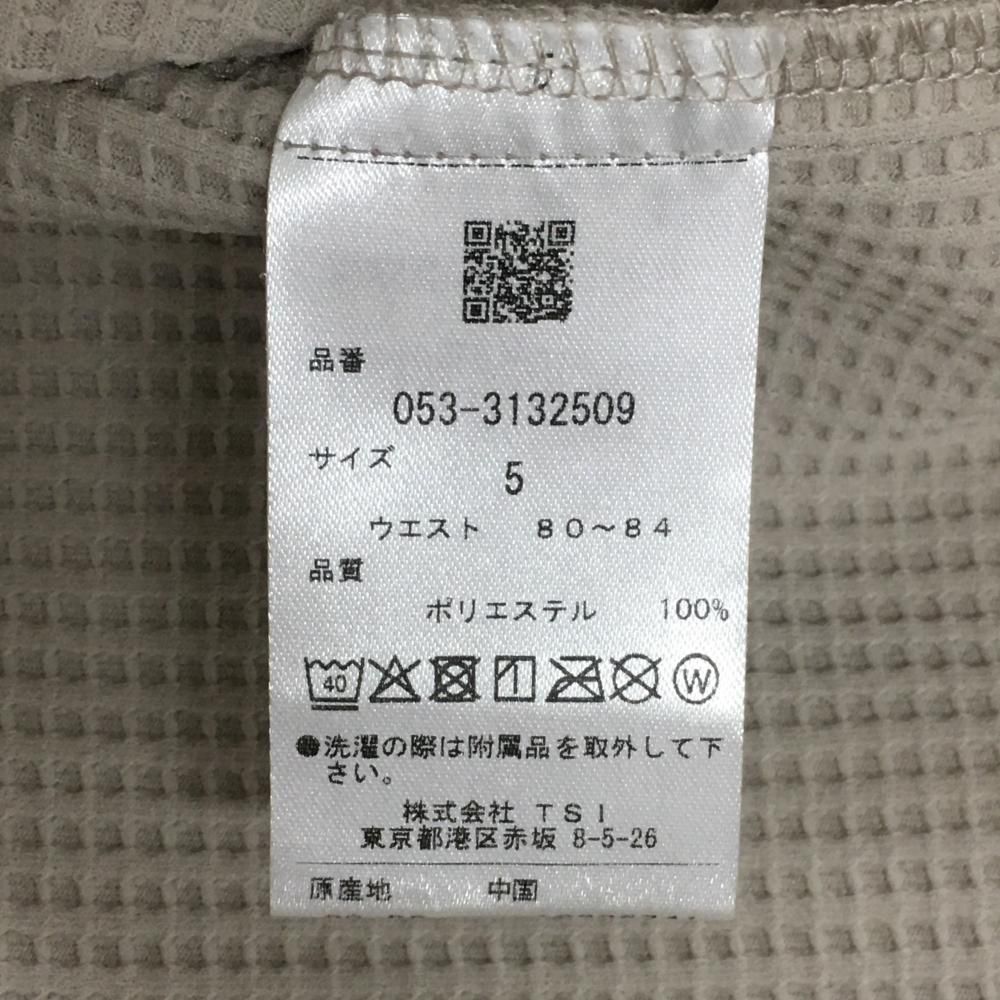 品番
053-3132509
サイズ
5
ウエスト 80～84
品質
ポリエステル 100%
40 W
●洗濯の際は附属品を取外して下
さい。
株式会社 TSI
東京都港区赤坂 8-5-26
原産地 中国